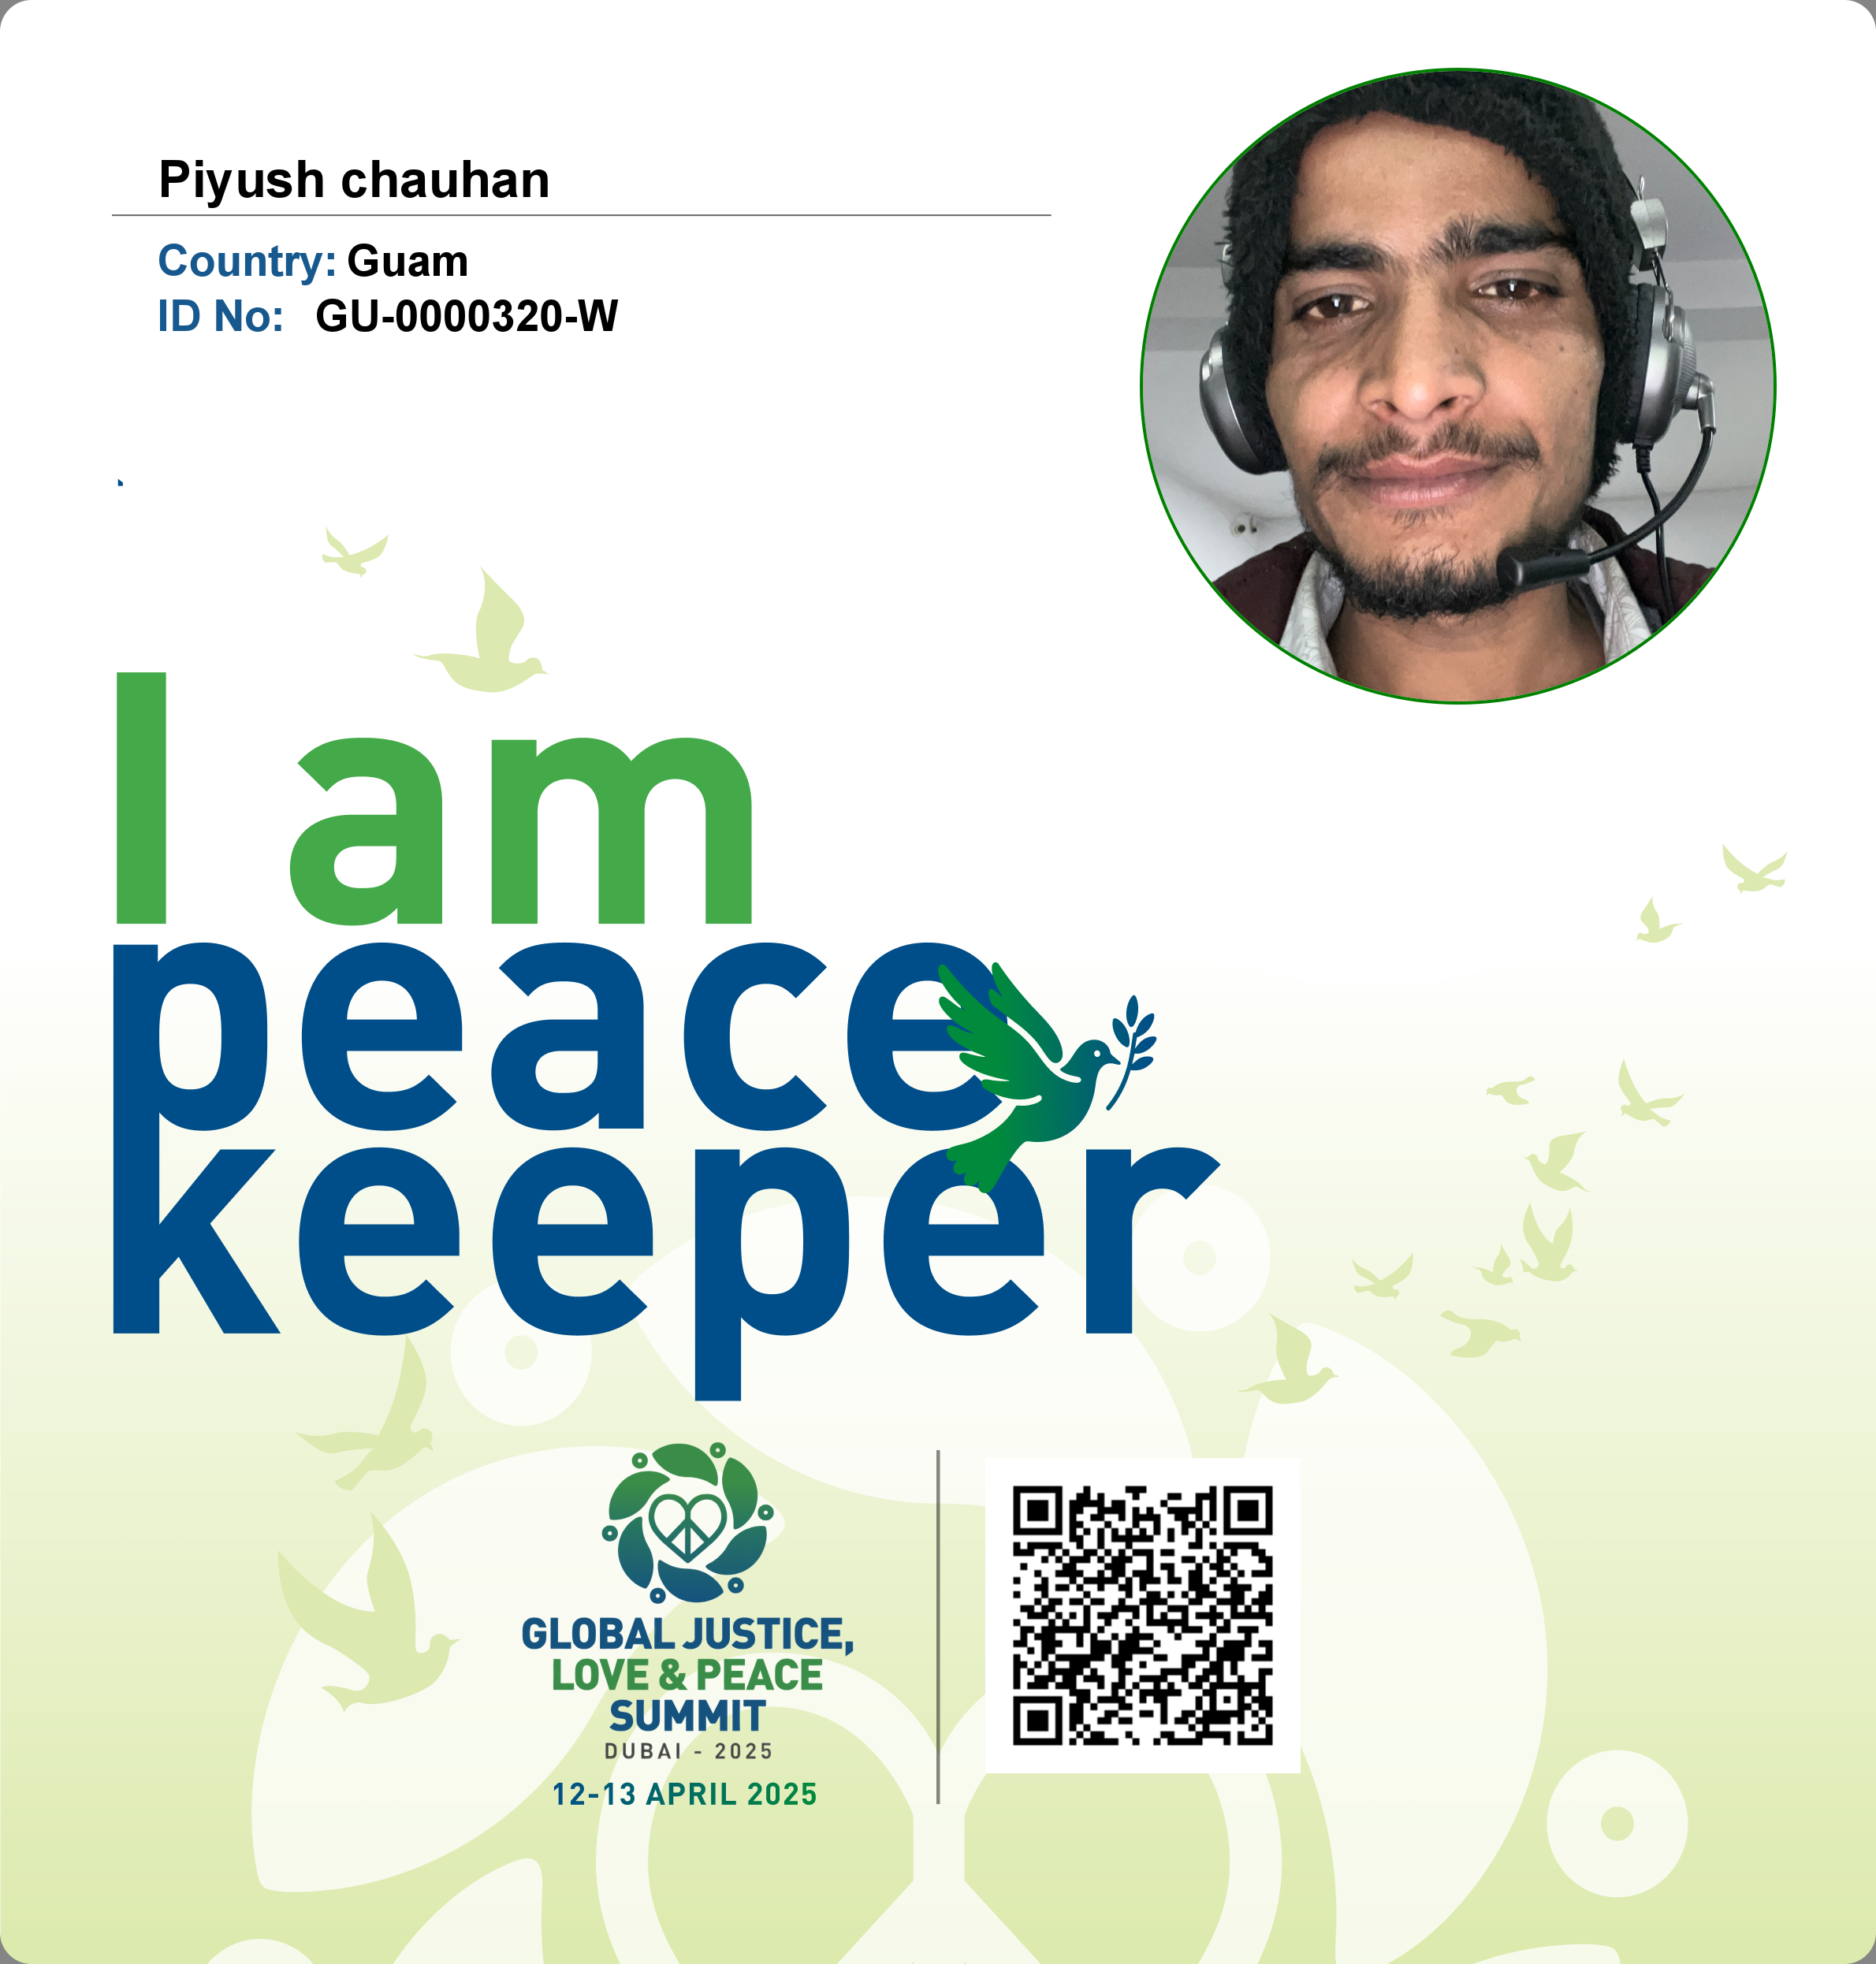 Piyush chauhan
Country: Guam
ID No: GU-0000320-W
I am
peace
keeper
GLOBAL JUSTICE,
LOVE & PEACE
SUMMIT
DUBAI - 2025
12-13 APRIL 2025